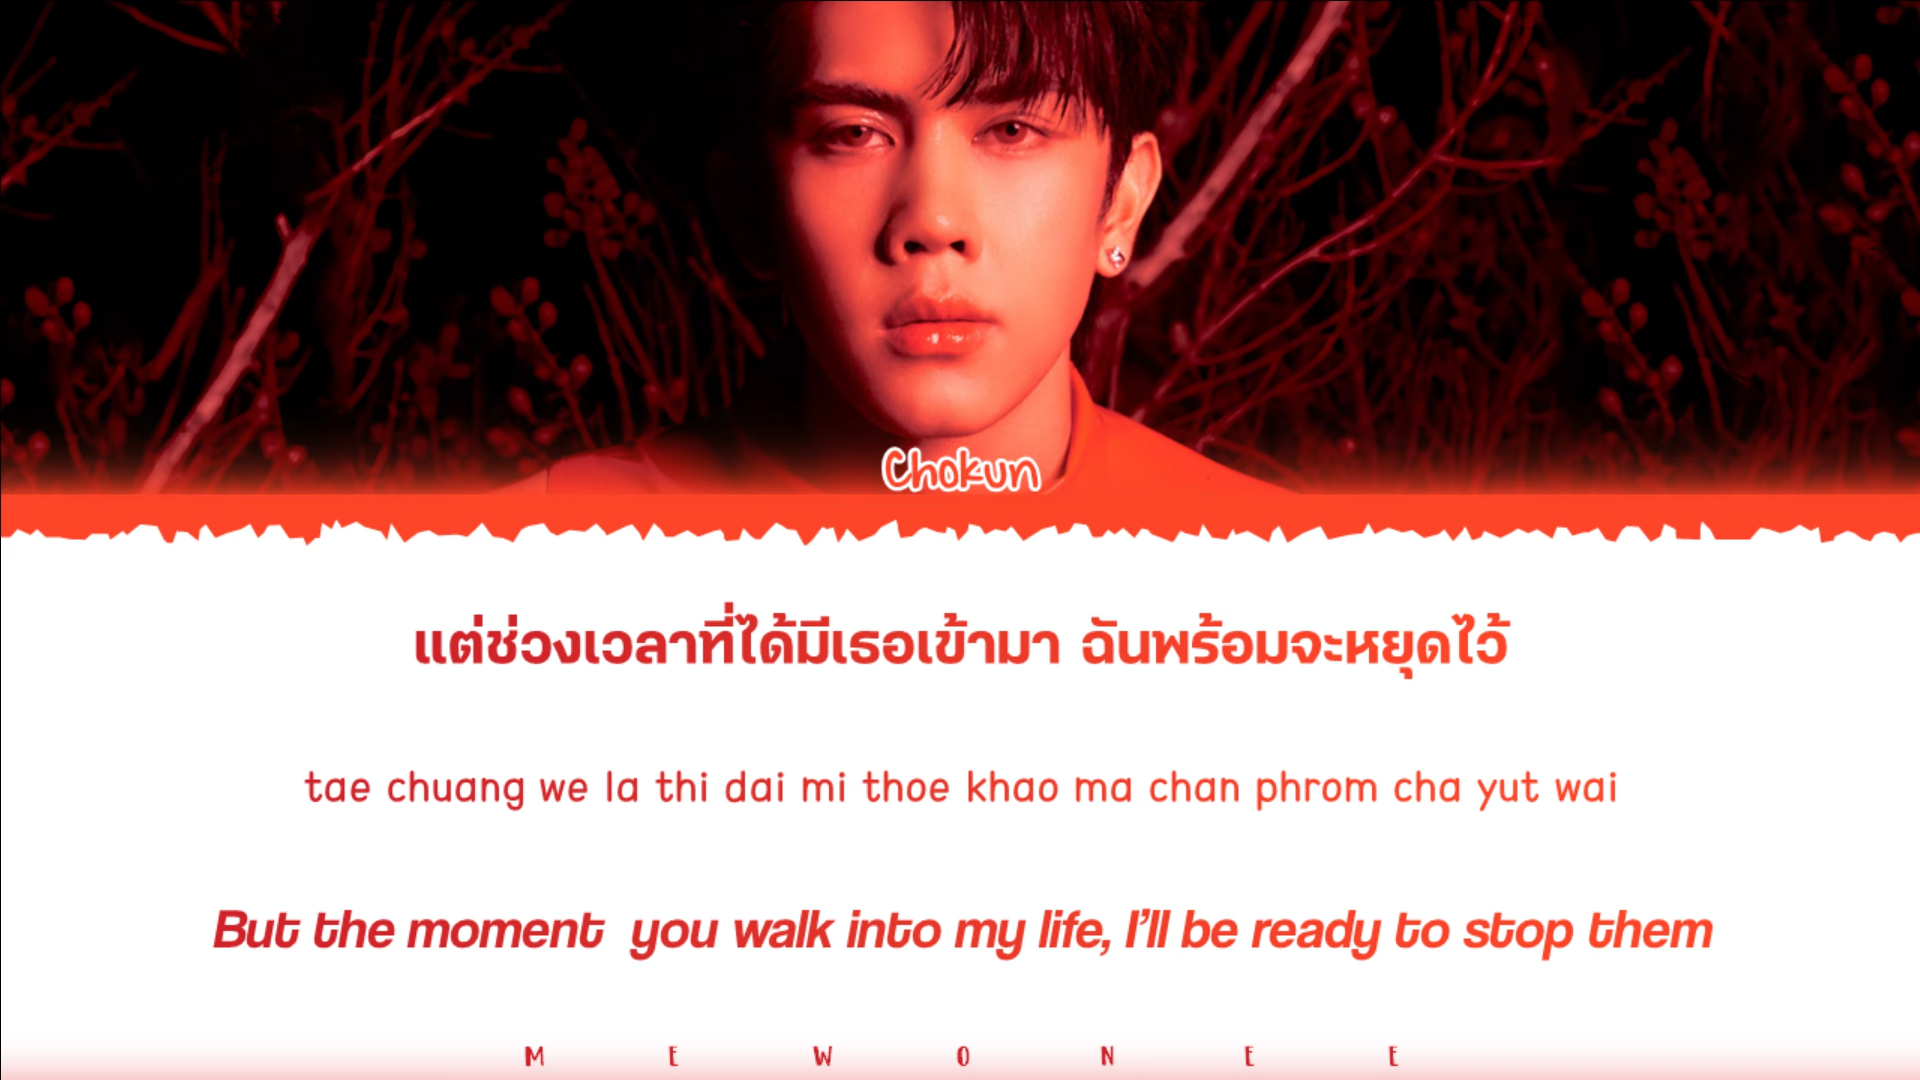 Chokun
แต่ช่วงเวลาที่ได้มีเธอเข้ามา ฉันพร้อมจะหยุดไว้
tae chuang we la thi dai mi thoe khao ma chan phrom cha yut wai
But the moment you walk into my life, I'll be ready to stop them
M E W O N E E